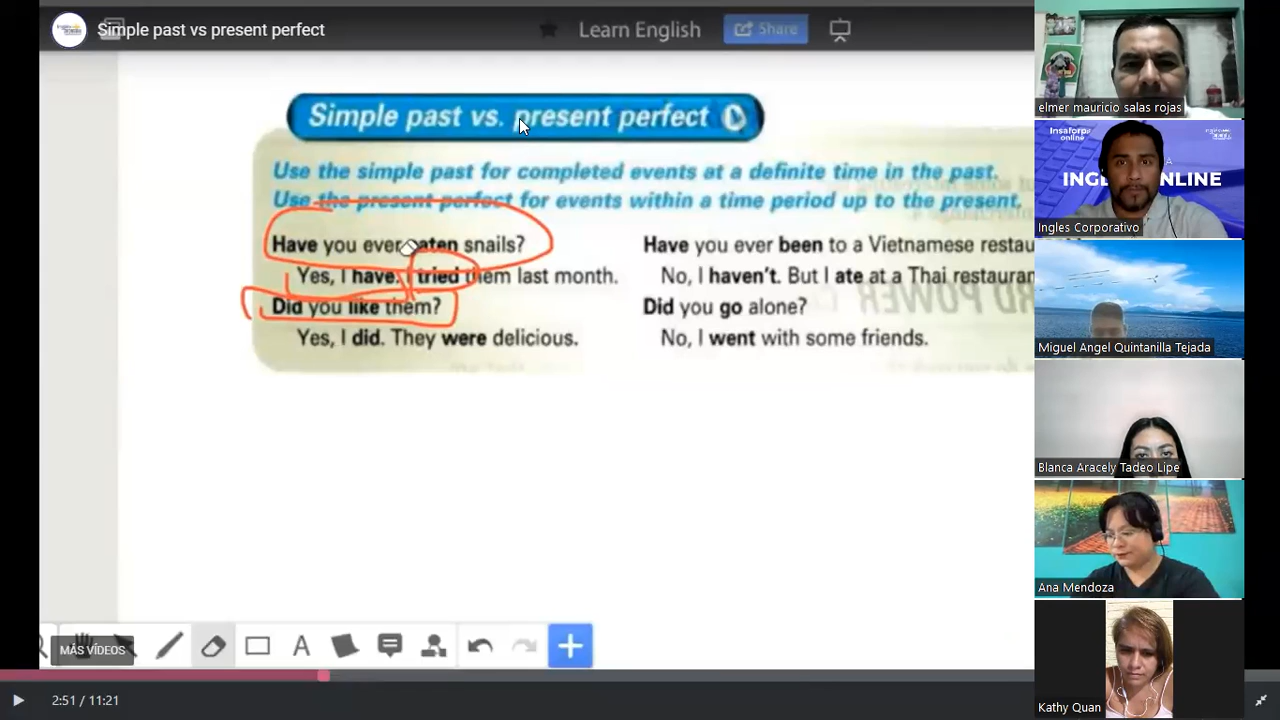 Simple past vs present perfect
Learn English
Share
Simple past vs. present perfect
Use the simple past for completed events at a definite time in the past.
Use the present perfect for events within a time period up to the present.
Have you ever eaten snails?
Yes, I have. I tried them last month.
Did you like them?
Yes, I did. They were delicious.
Have you ever been to a Vietnamese restau
No, I haven't. But I ate at a Thai restauran
Did you go alone?
No, I went with some friends.
MÁS VÍDEOS
2:51 / 11:21
elmer mauricio salas rojas
Insaforp
online
INGL
ONLINE
Ingles Corporativo
Miguel Angel Quintanilla Tejada
Blanca Aracely Tadeo Lipe
Ana Mendoza
Kathy Quan